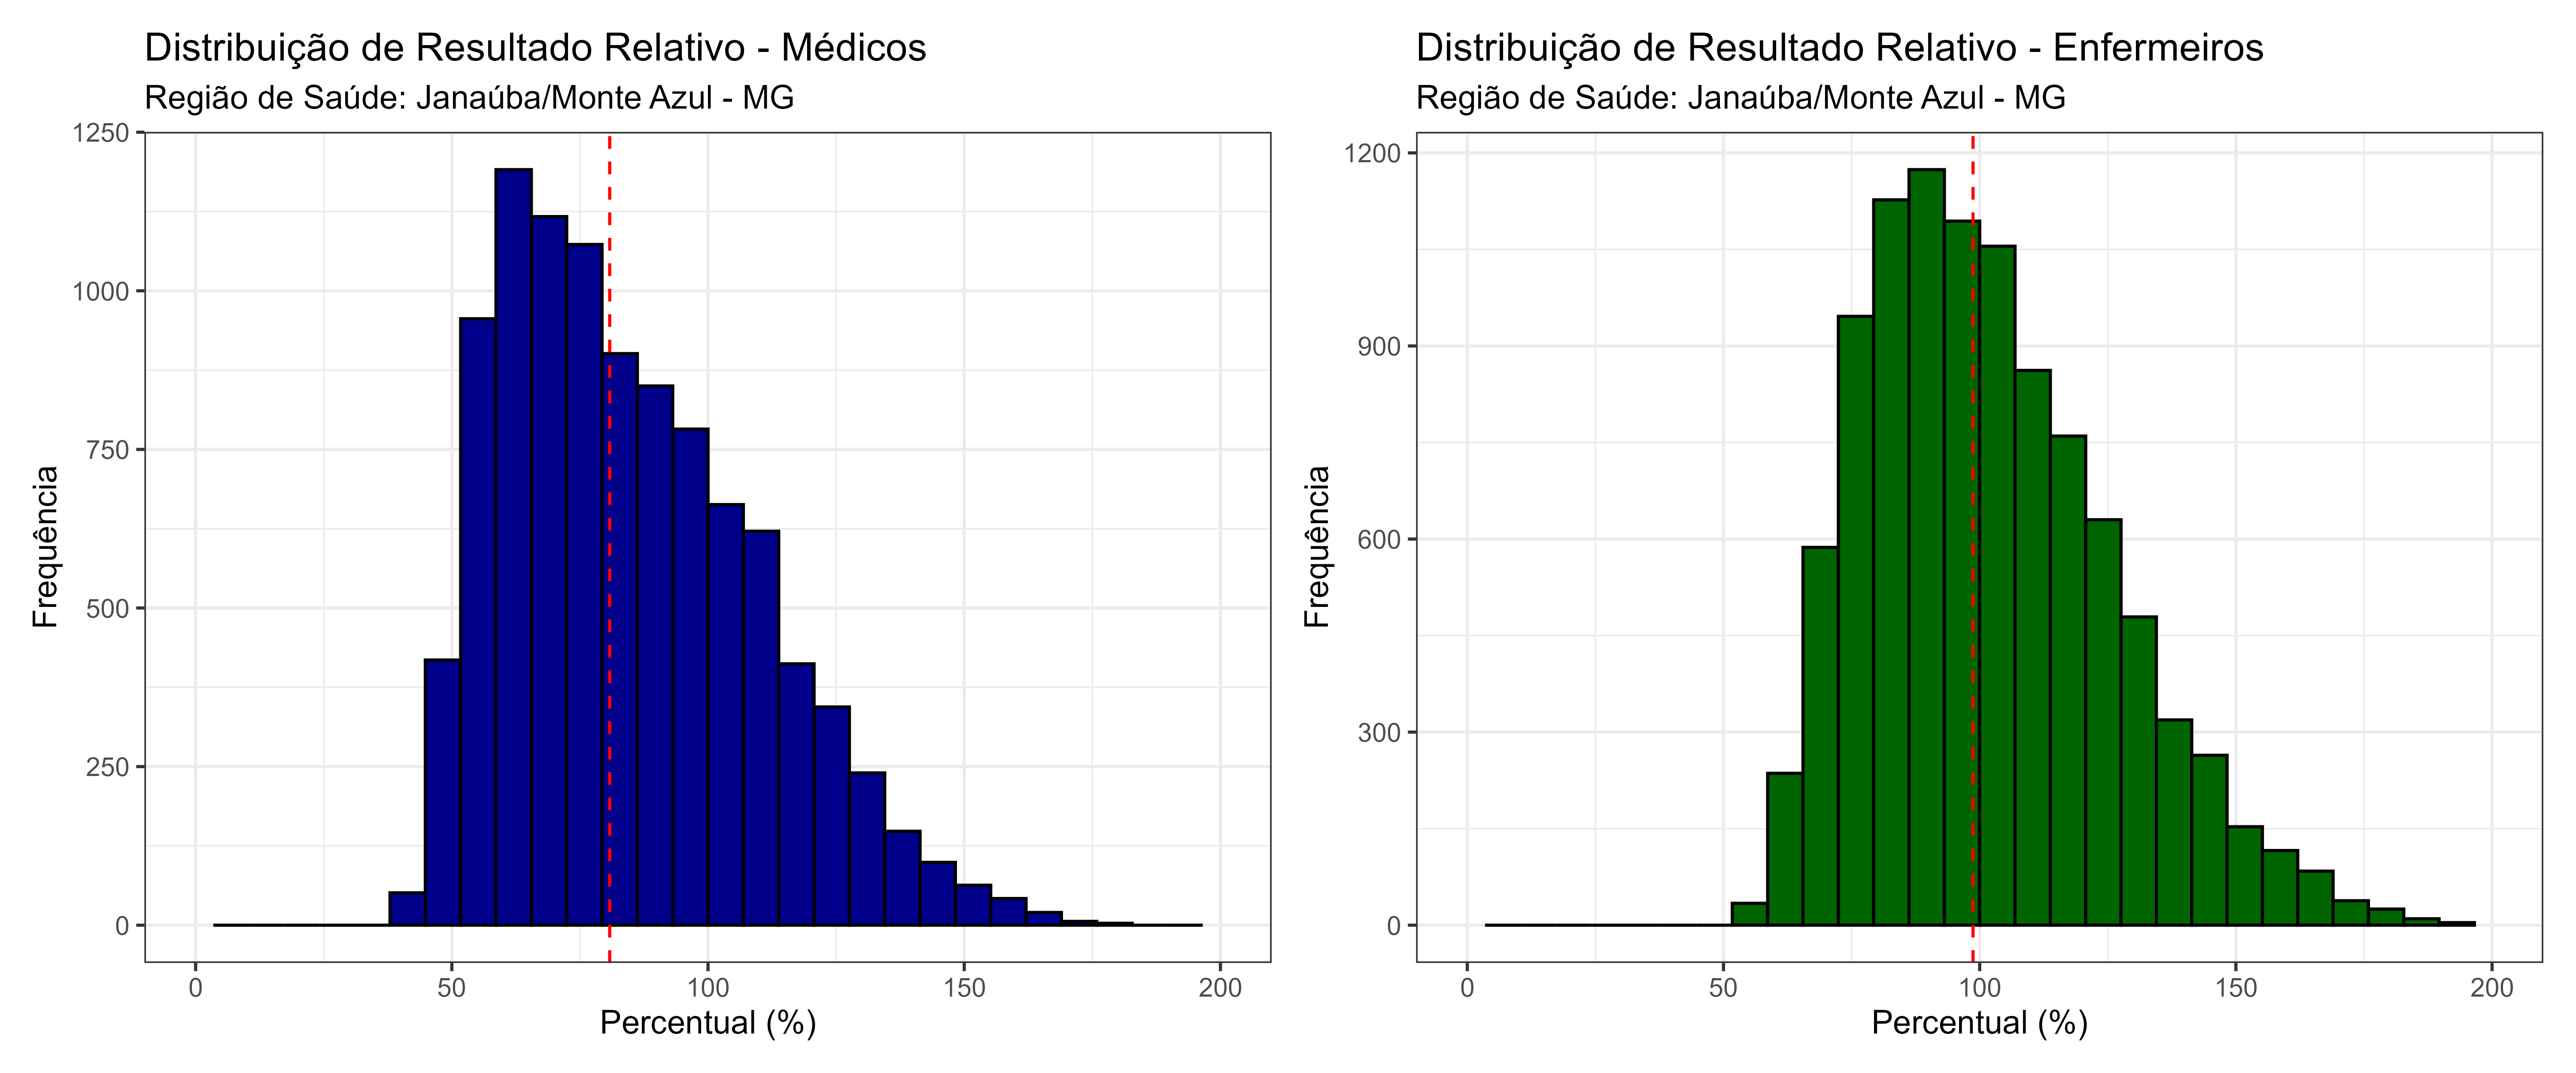 Distribuição de Resultado Relativo - Médicos
Região de Saúde: Janaúba/Monte Azul - MG
1250
1000
750
500
250
0
Frequência
0 50 100 150 200
Percentual (%)
Distribuição de Resultado Relativo - Enfermeiros
Região de Saúde: Janaúba/Monte Azul - MG
1200
900
600
300
0
Frequência
0 50 100 150 200
Percentual (%)